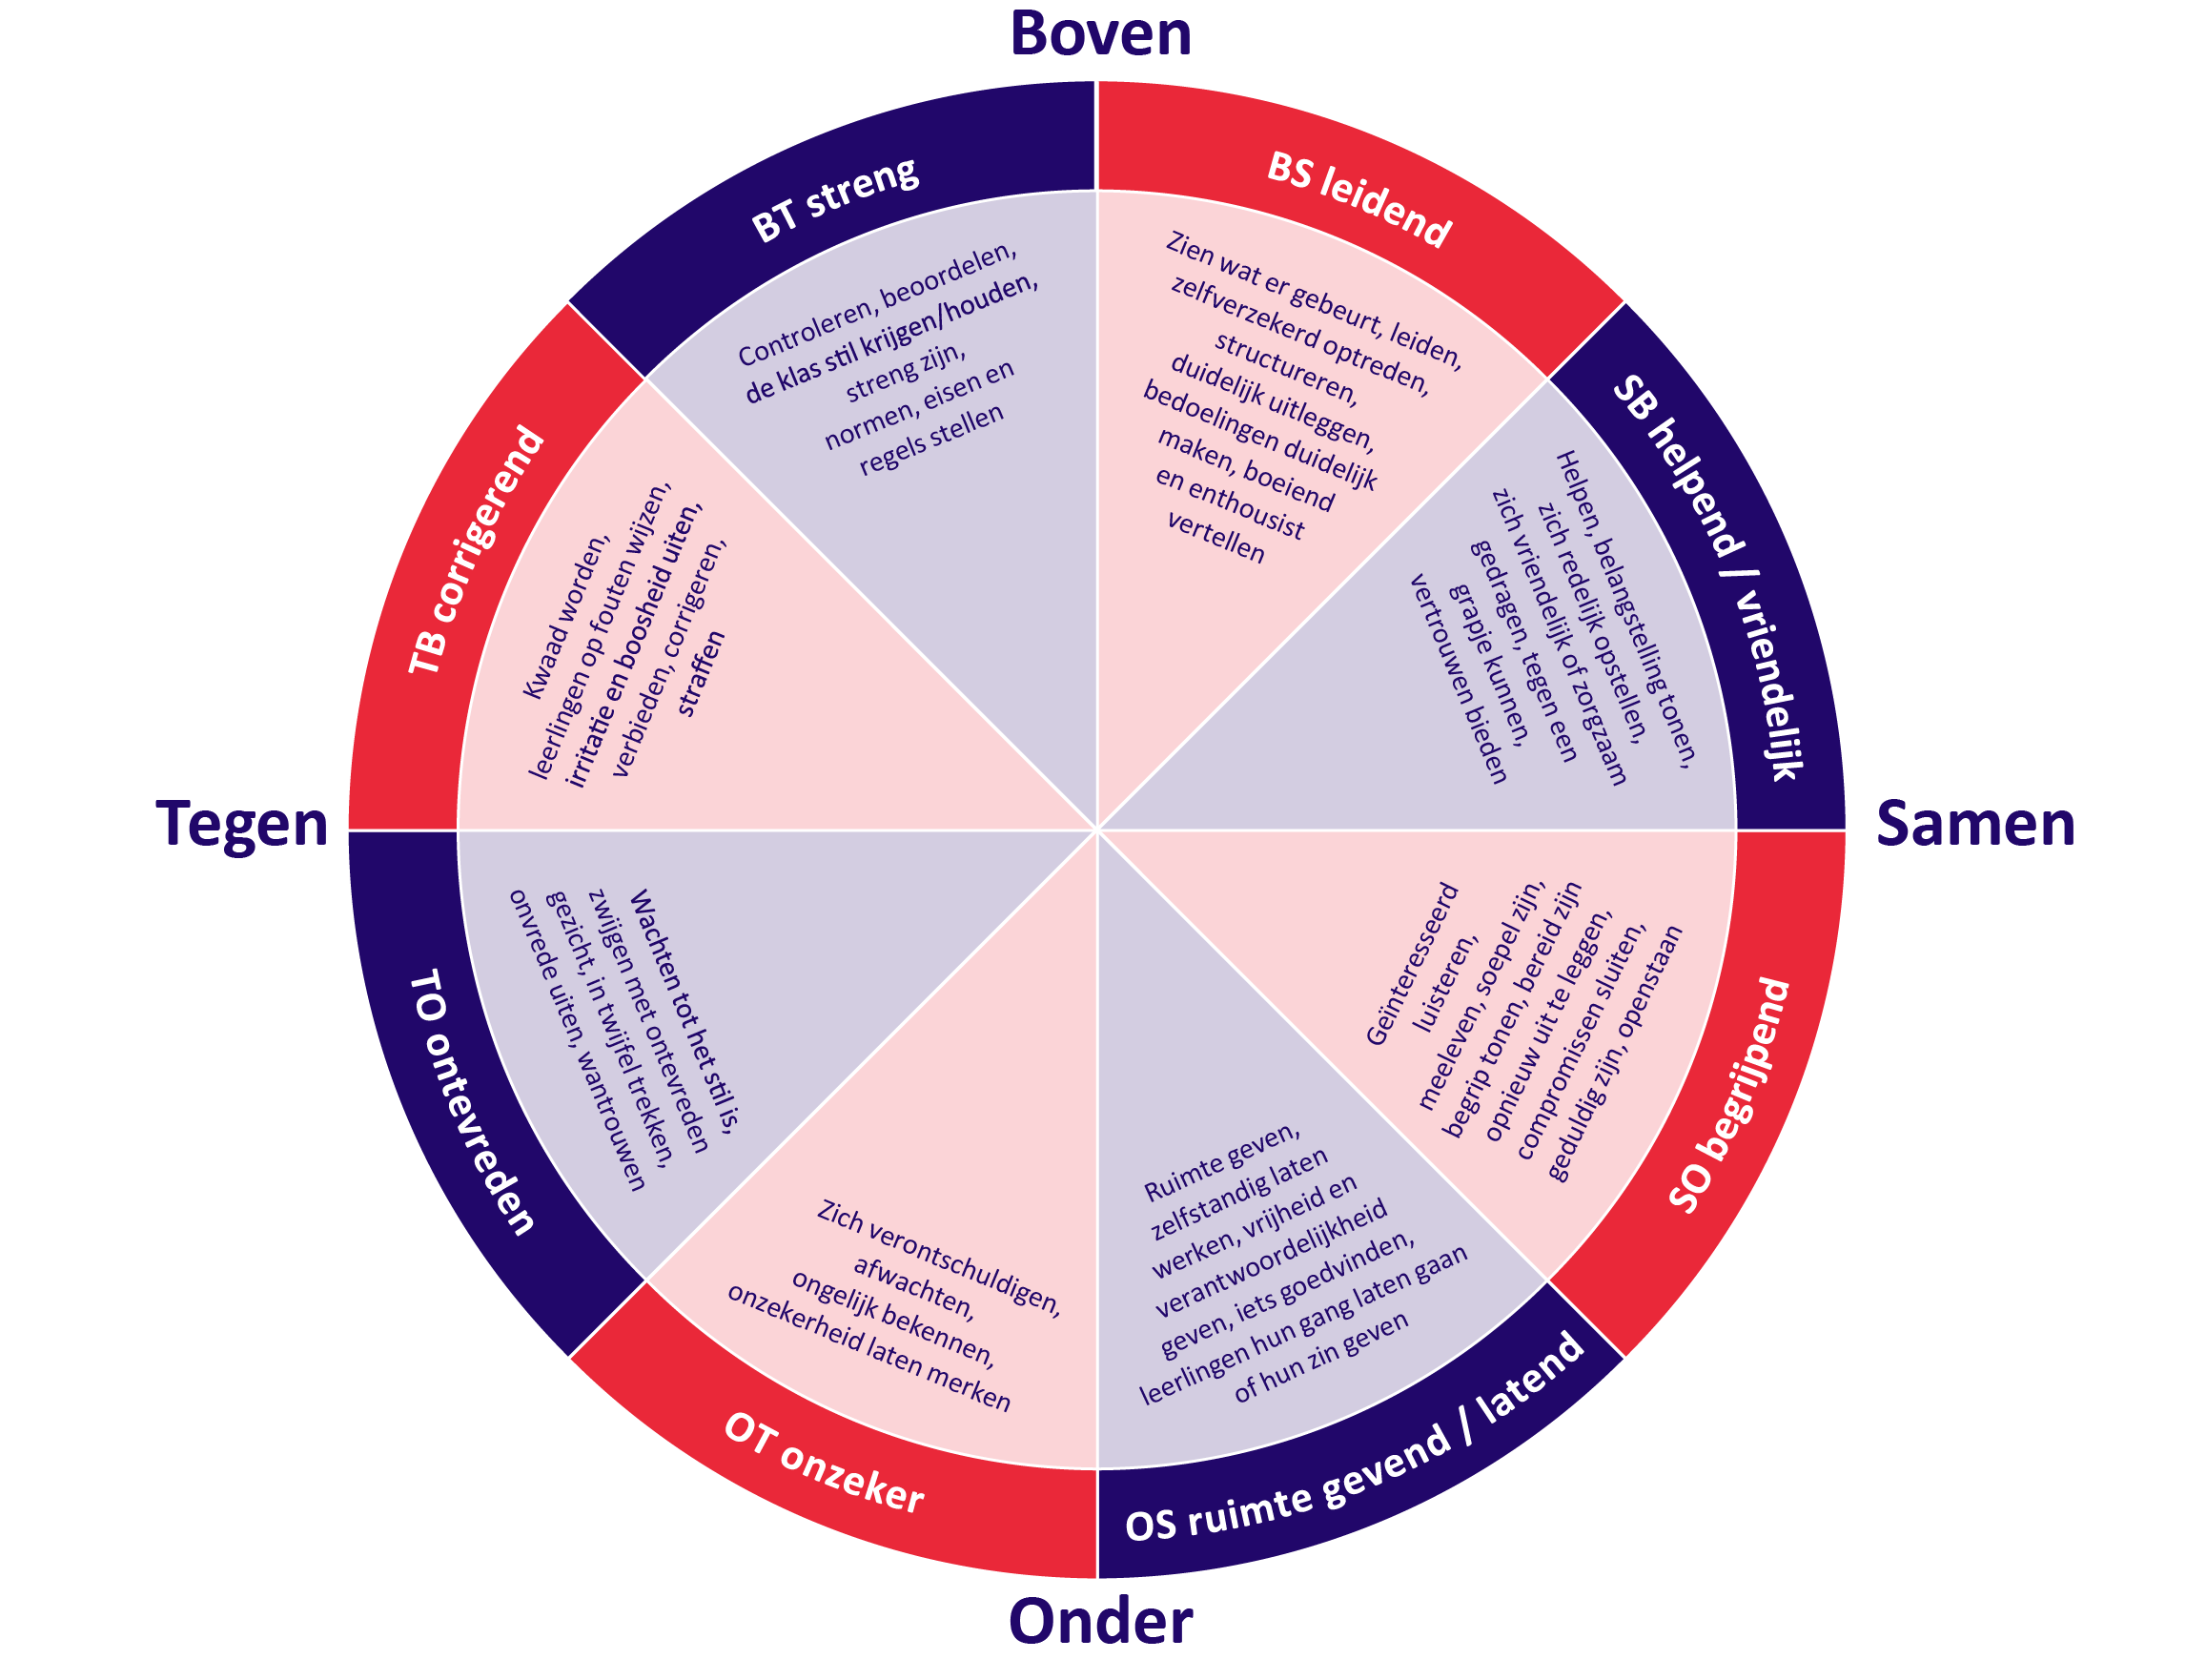 Boven
BS leidend
Zien wat er gebeurt, leiden,
zelfverzekerd optreden,
structureren,
duidelijk uitleggen,
bedoelingen duidelijk
maken, boeiend
en enthousist
vertellen
SB helpend / vriendelijk
Helpen, belangstelling tonen,
zich redelijk opstellen,
zich vriendelijk of zorgzaam
gedragen, tegen een
grapje kunnen,
vertrouwen bieden
Samen
SO begrijpend
Geïnteresseerd
luisteren,
meeleven, soepel zijn,
begrip tonen, bereid zijn
opnieuw uit te leggen,
compromissen sluiten,
geduldig zijn, openstaan
OS ruimte gevend / latend
Ruimte geven,
zelfstandig laten
werken, vrijheid en
verantwoordelijkheid
geven, iets goedvinden,
leerlingen hun gang laten gaan
of hun zin geven
Onder
OT onzeker
Zich verontschuldigen,
afwachten,
ongelijk bekennen,
onzekerheid laten merken
TO ontevreden
Wachten tot het stil is,
zwijgen met ontevreden
gezicht, in twijfel trekken,
onvrede uiten, wantrouwen
Tegen
TB corrigerend
Kwaad worden,
leerlingen op fouten wijzen,
irritatie en boosheid uiten,
verbieden, corrigeren,
straffen
BT streng
Controleren, beoordelen,
de klas stil krijgen/houden,
streng zijn,
normen, eisen en
regels stellen